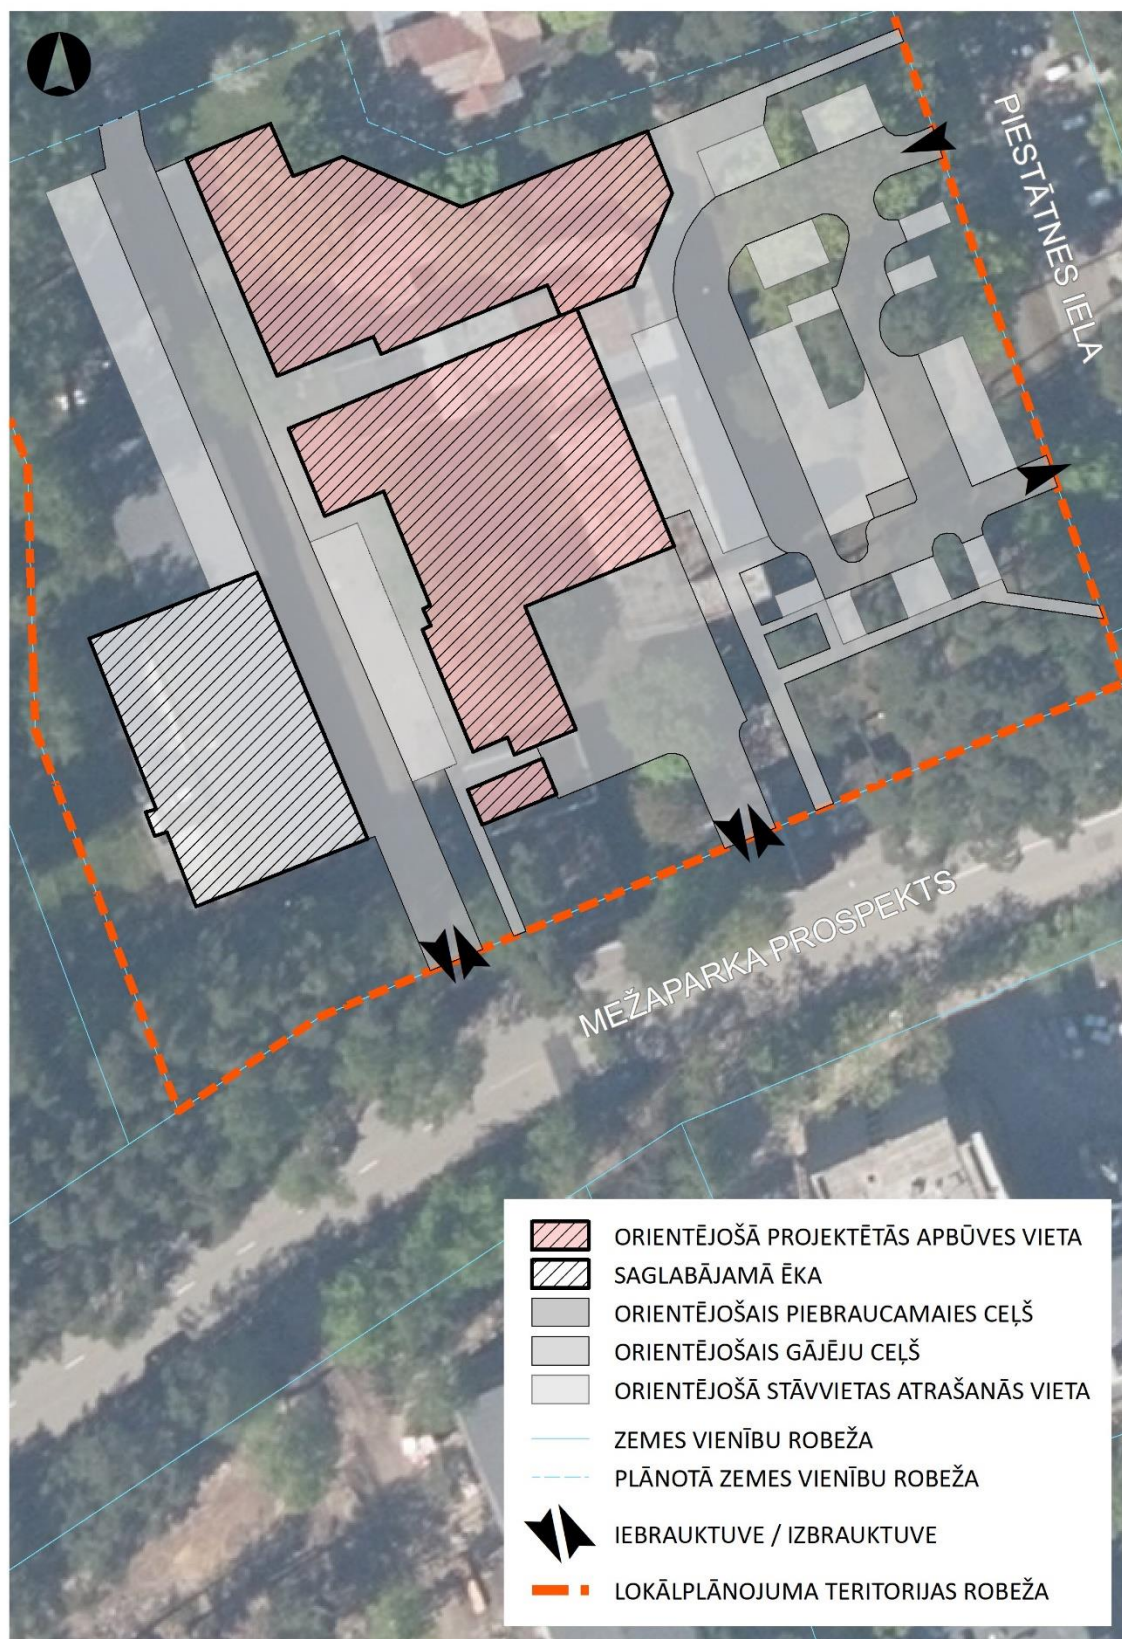 PIESTĀTNES IELA
MEŽAPARKA PROSPEKTS
ORIENTĒJOŠĀ PROJEKTĒTĀS APBŪVES VIETA
SAGLABĀJAMĀ ĒKA
ORIENTĒJOŠAIS PIEBRAUCAMAIES CEĻŠ
ORIENTĒJOŠAIS GĀJĒJU CEĻŠ
ORIENTĒJOŠĀ STĀVVIETAS ATRAŠANĀS VIETA
ZEMES VIENĪBU ROBEŽA
PLĀNOTĀ ZEMES VIENĪBU ROBEŽA
IEBRAUKTUVE / IZBRAUKTUVE
LOKĀLPLĀNOJUMA TERITORIJAS ROBEŽA